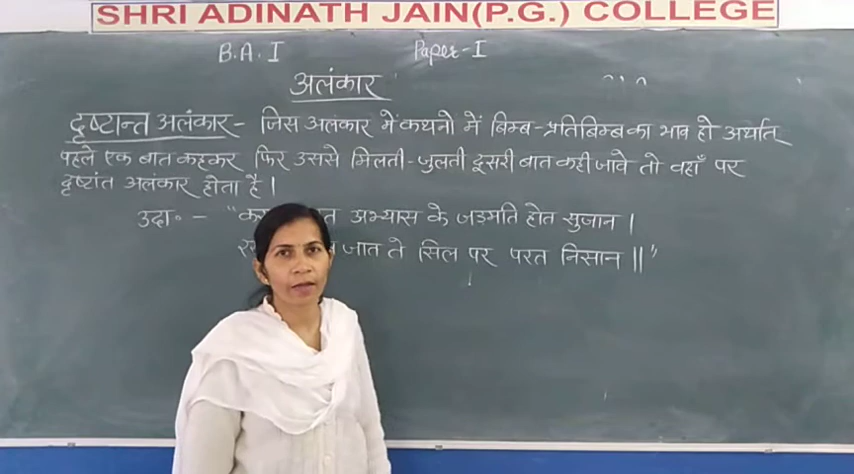 SHRI ADINATH JAIN(P.G.) COLLEGE
B.A. I Paper-I
अलंकार
दृष्टान्त अलंकार - जिस अलंकार में कथनो में बिम्ब-प्रतिबिम्ब का भाव हो अर्थात्
पहले एक बात कहकर फिर उससे मिलती-जुलती दूसरी बात कही जावे तो वहाँ पर
दृष्टांत अलंकार होता है।
उदा॰ - "अभ्यास के जड़मति होत सुजान।
जात ते सिल पर परत निसान॥"